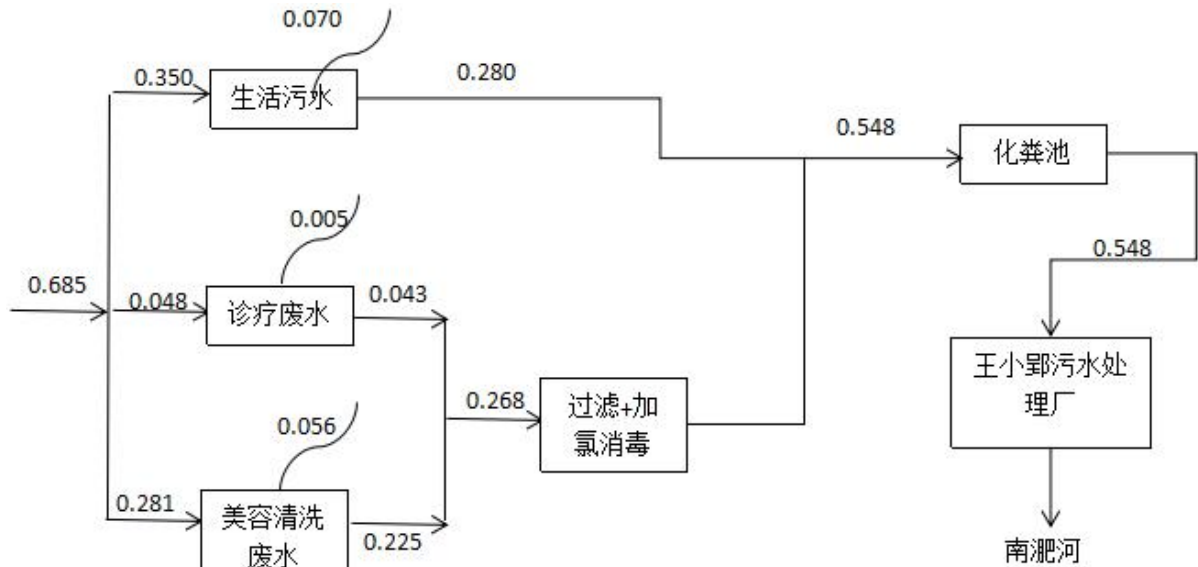 0.070
0.350
生活污水
0.280
0.548
化粪池
0.005
0.548
0.685
0.048
诊疗废水
0.043
王小郢污水处
理厂
0.268
过滤+加
氯消毒
0.056
0.281
美容清洗
废水
0.225
南淝河